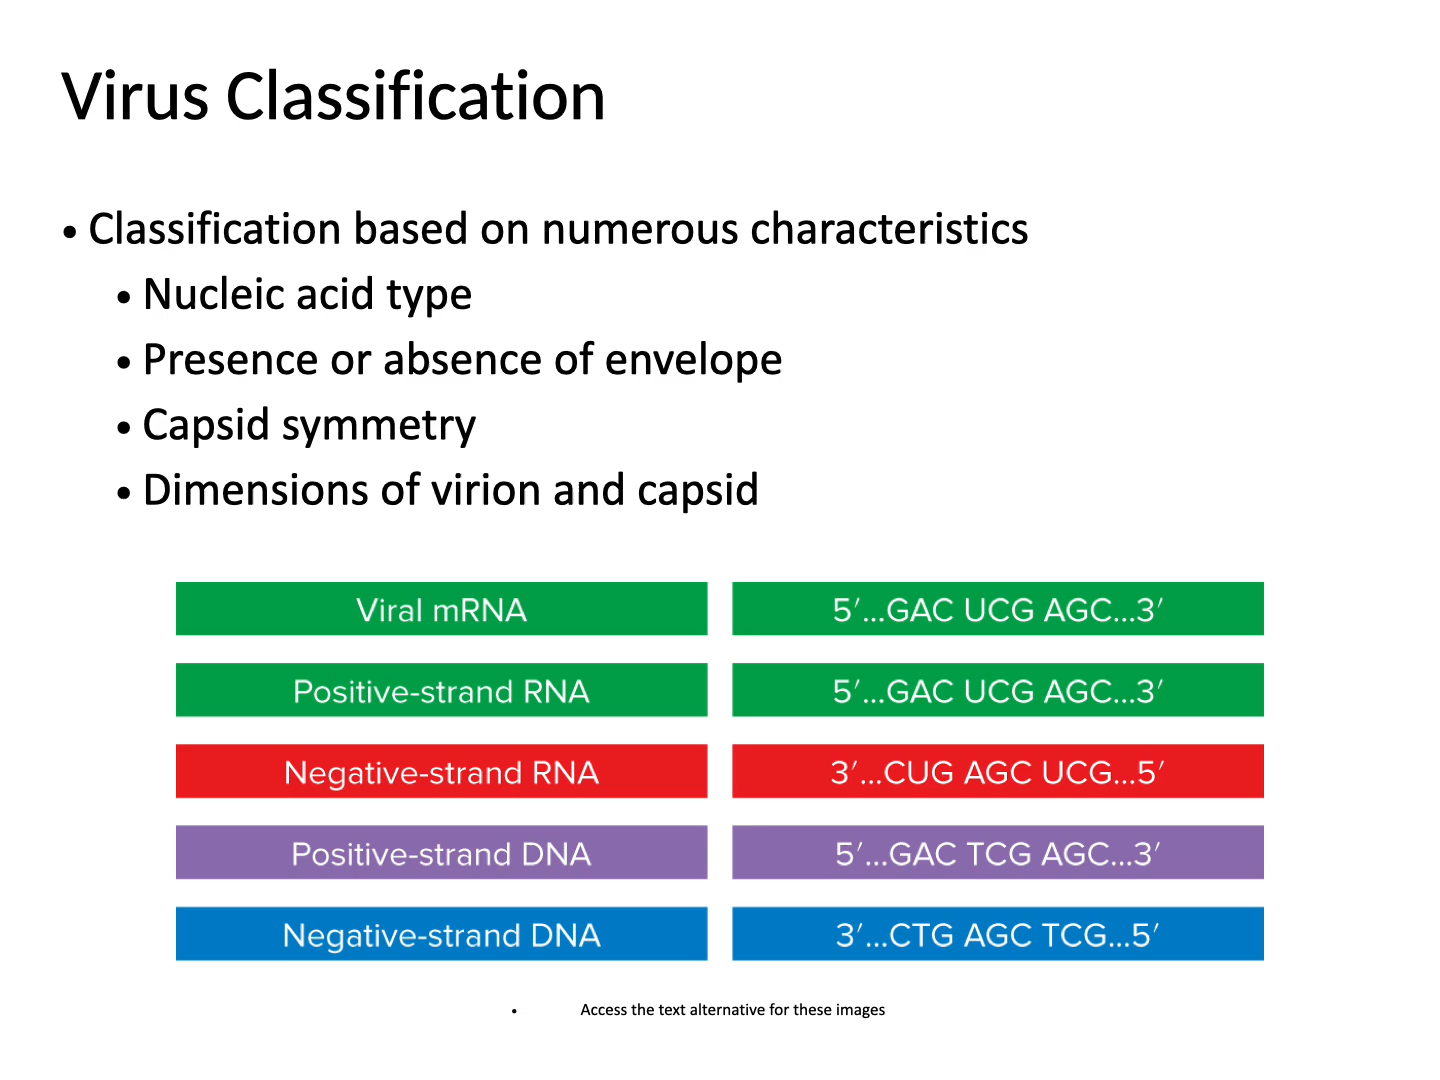 Virus Classification
• Classification based on numerous characteristics
• Nucleic acid type
• Presence or absence of envelope
• Capsid symmetry
• Dimensions of virion and capsid
Viral mRNA 5′...GAC UCG AGC...3′
Positive-strand RNA 5′...GAC UCG AGC...3′
Negative-strand RNA 3′...CUG AGC UCG...5′
Positive-strand DNA 5′...GAC TCG AGC...3′
Negative-strand DNA 3′...CTG AGC TCG...5′
• Access the text alternative for these images